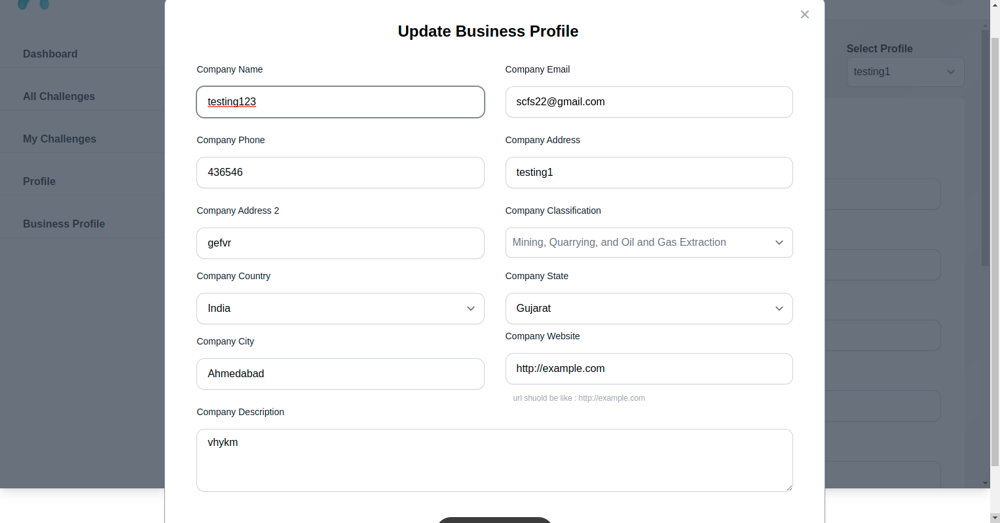 Update Business Profile
Dashboard
All Challenges
My Challenges
Profile
Business Profile
Select Profile
testing1
Company Name
testing123
Company Email
scfs22@gmail.com
Company Phone
436546
Company Address
testing1
Company Address 2
gefvr
Company Classification
Mining, Quarrying, and Oil and Gas Extraction
Company Country
India
Company State
Gujarat
Company City
Ahmedabad
Company Website
http://example.com
url shuold be like : http://example.com
Company Description
vhykm